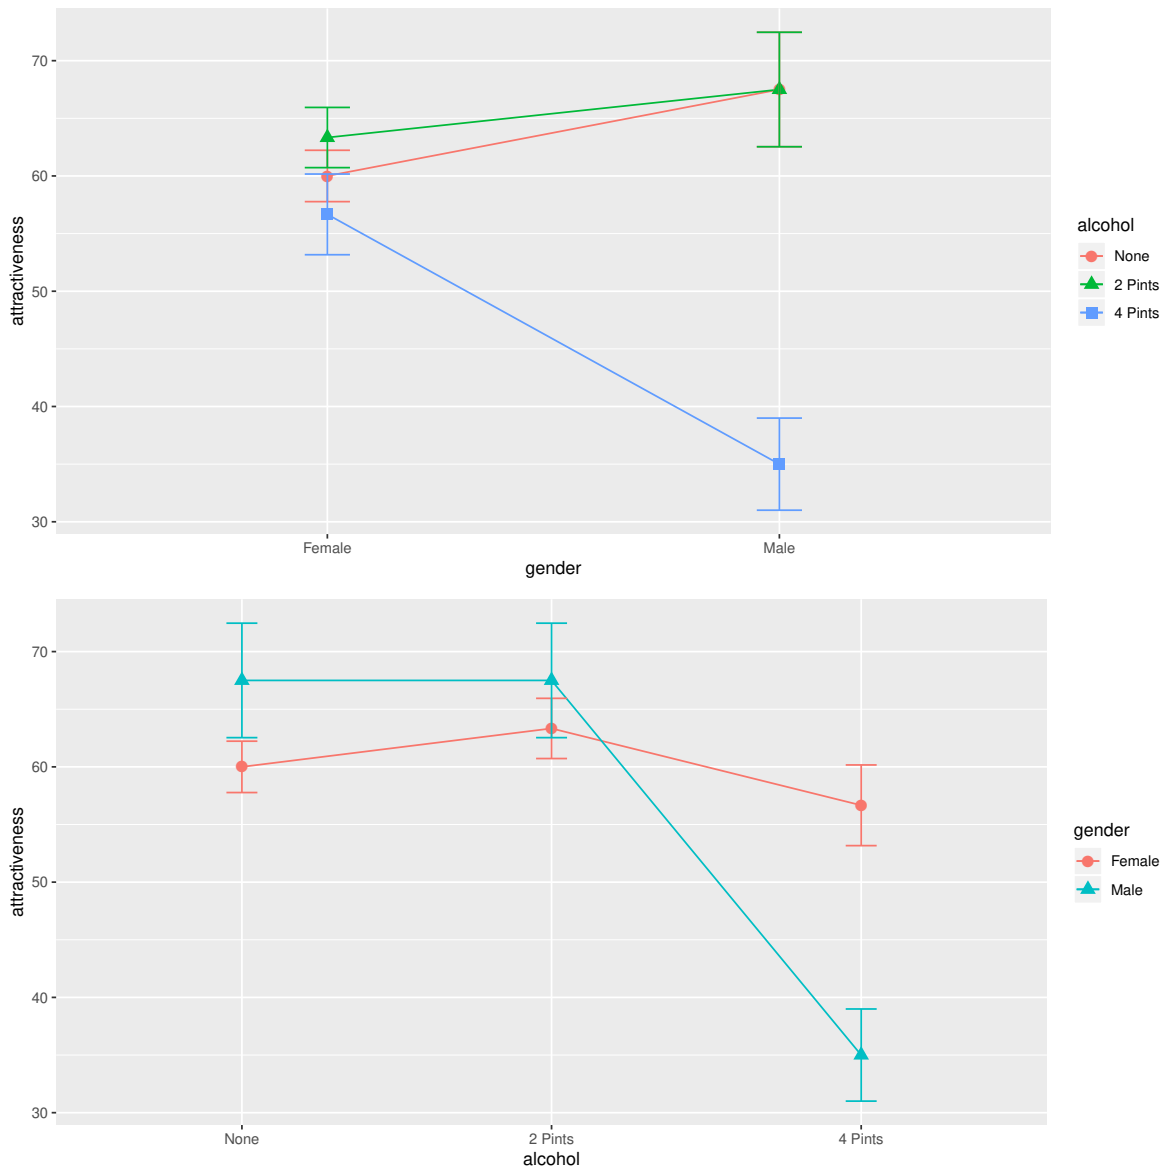 70
60
50
40
30
attractiveness
Female
Male
gender
alcohol
None
2 Pints
4 Pints
70
60
50
40
30
attractiveness
None
2 Pints
4 Pints
alcohol
gender
Female
Male